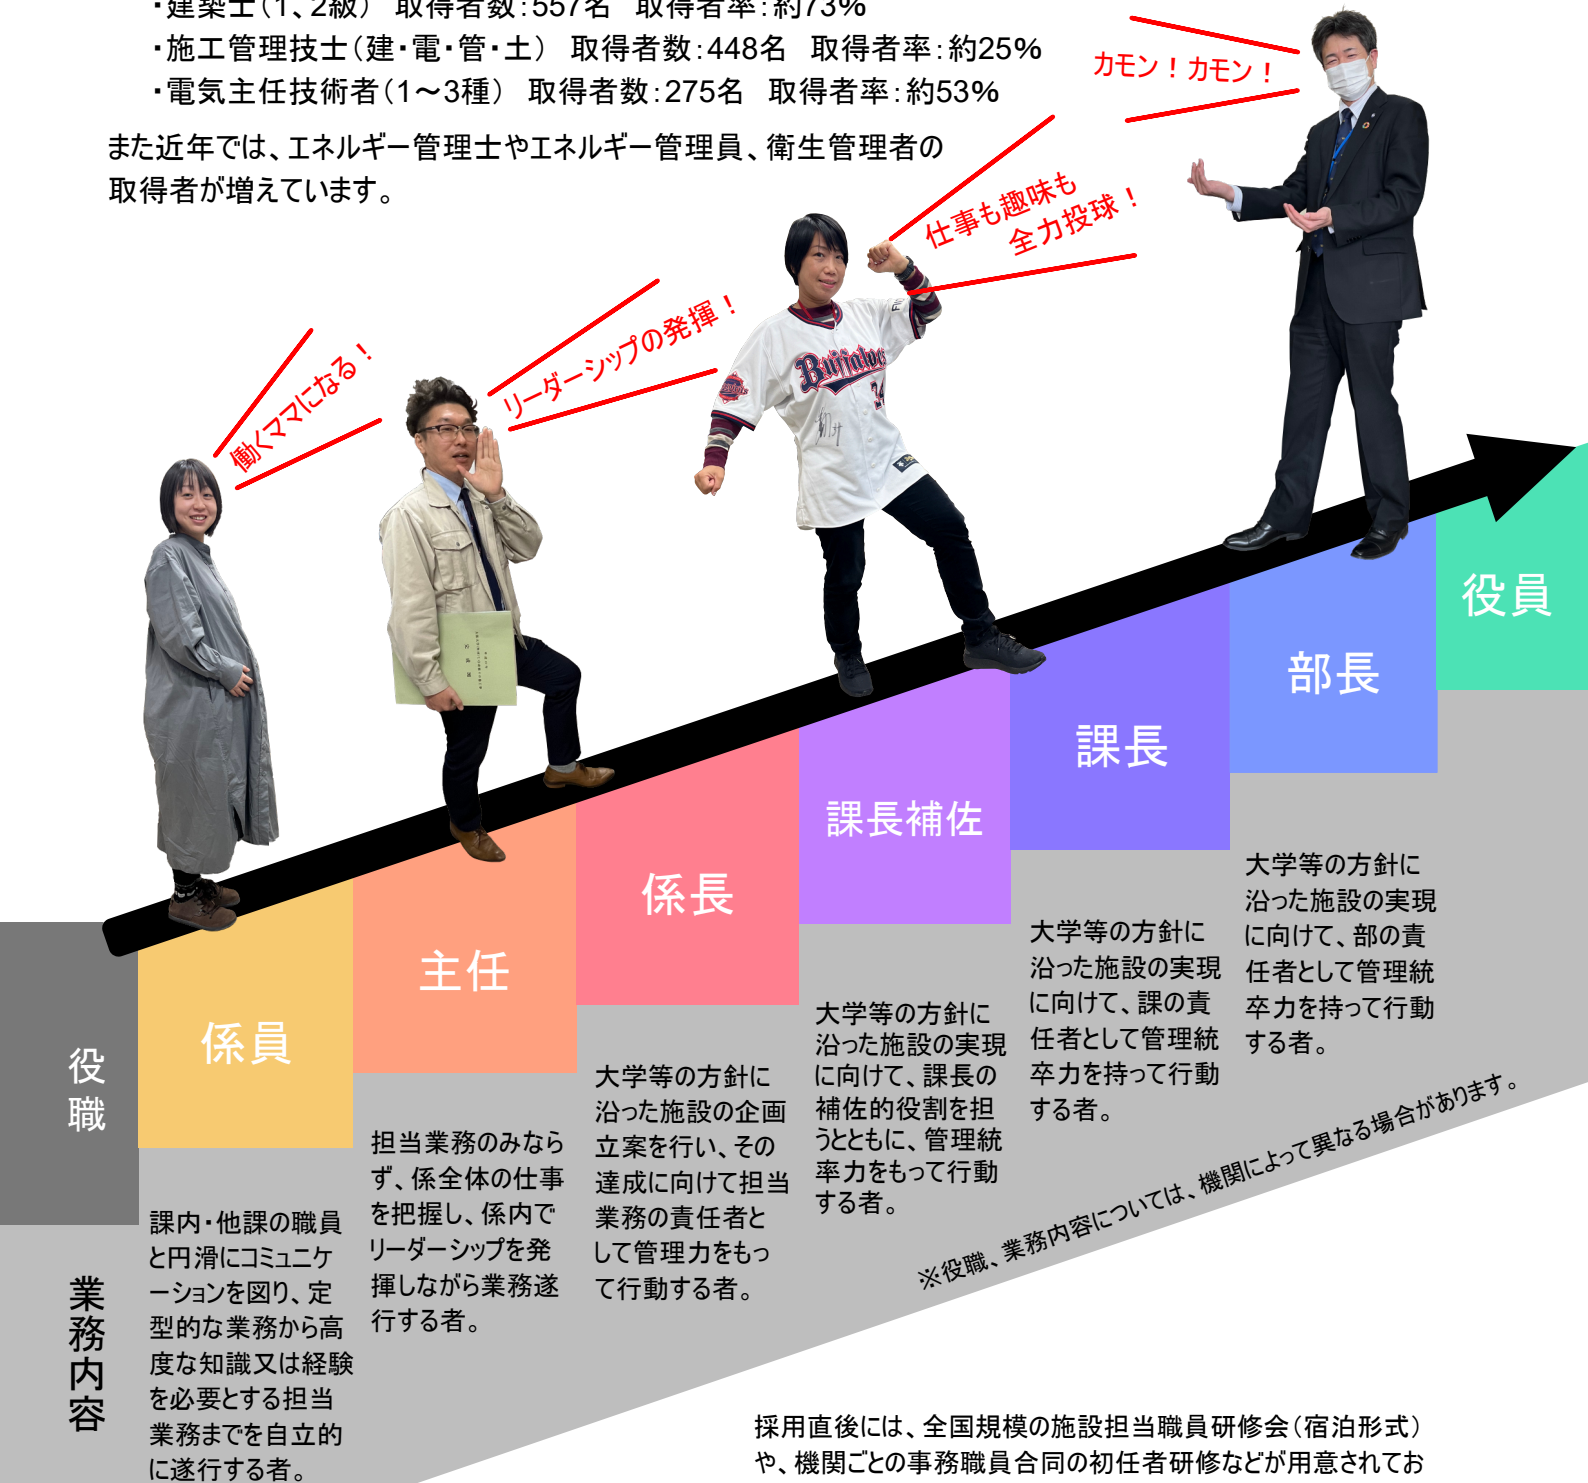 ・建築士（1、2級） 取得者数：557名 取得者率：約73%
・施工管理技士（建・電・管・土） 取得者数：448名 取得者率：約25%
・電気主任技術者（1～3種） 取得者数：275名 取得者率：約53%
また近年では、エネルギー管理士やエネルギー管理員、衛生管理者の
取得者が増えています。
カモン！カモン！
仕事も趣味も
全力投球！
リーダーシップの発揮！
働くママになる！
Buffaloes
役員
部長
課長
課長補佐
係長
主任
係員
役職
業務内容
課内・他課の職員
と円滑にコミュニケ
ーションを図り、定
型的な業務から高
度な知識又は経験
を必要とする担当
業務までを自立的
に遂行する者。
担当業務のみなら
ず、係全体の仕事
を把握し、係内で
リーダーシップを発
揮しながら業務遂
行する者。
大学等の方針に
沿った施設の企画
立案を行い、その
達成に向けて担当
業務の責任者と
して管理力をもっ
て行動する者。
大学等の方針に
沿った施設の実現
に向けて、課長の
補佐的役割を担
うとともに、管理統
率力をもって行動
する者。
大学等の方針に
沿った施設の実現
に向けて、課の責
任者として管理統
卒力を持って行動
する者。
大学等の方針に
沿った施設の実現
に向けて、部の責
任者として管理統
卒力を持って行動
する者。
※役職、業務内容については、機関によって異なる場合があります。
採用直後には、全国規模の施設担当職員研修会（宿泊形式）
や、機関ごとの事務職員合同の初任者研修などが用意されてお